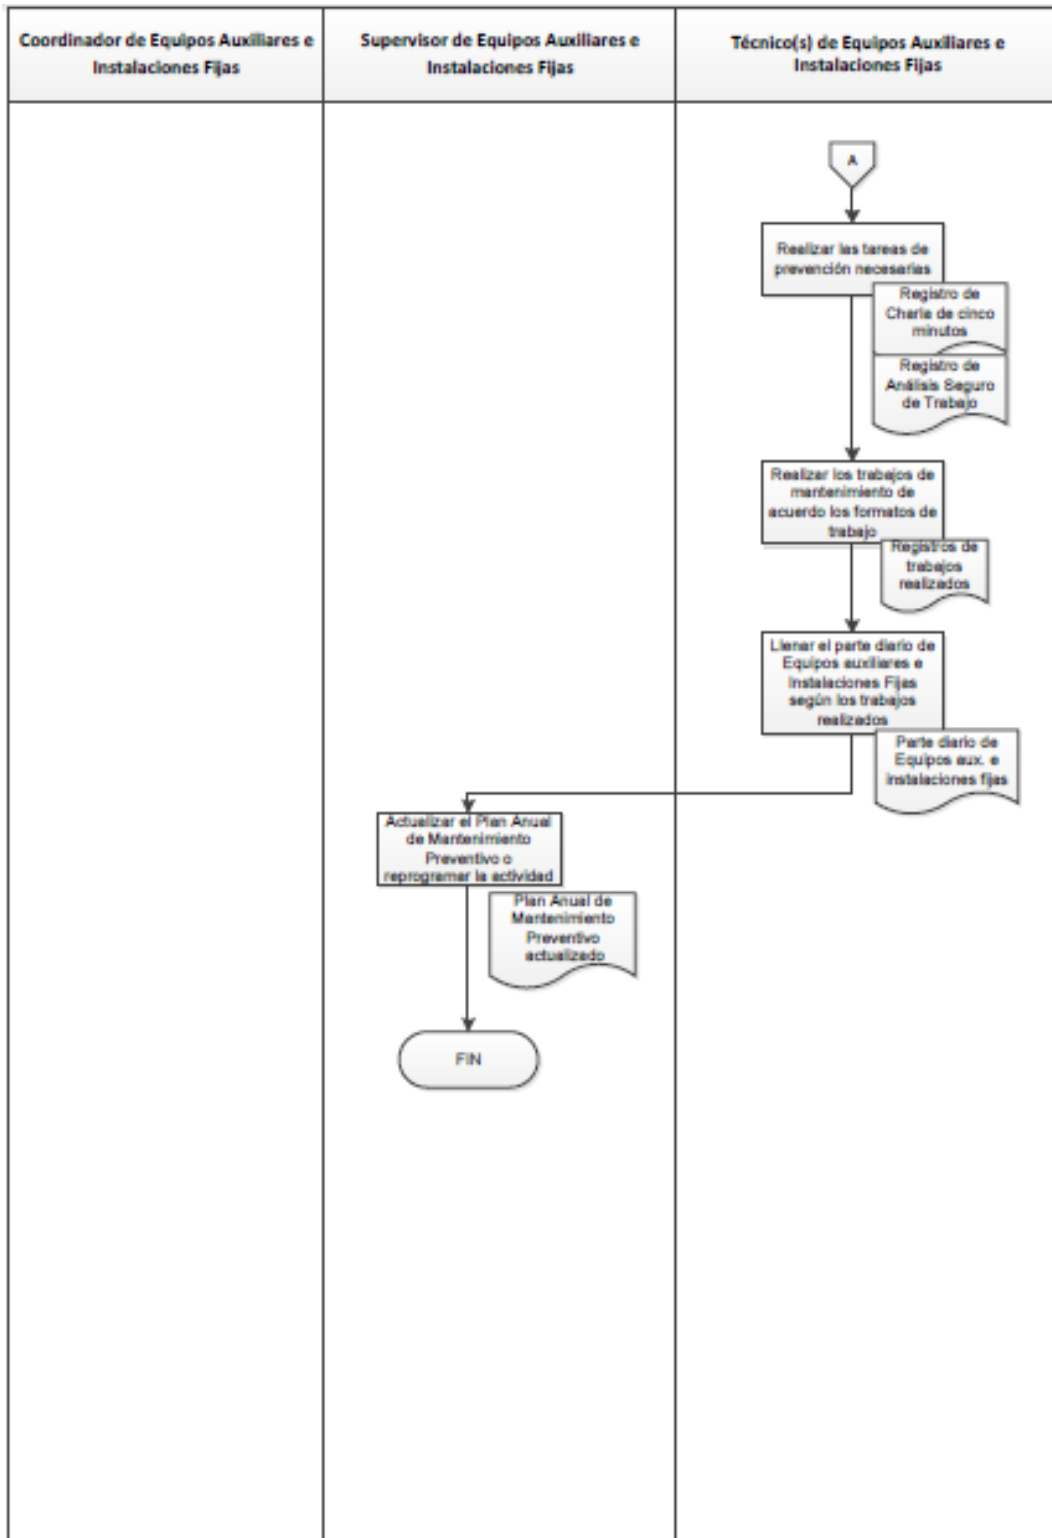 Coordinador de Equipos Auxiliares e
Instalaciones Fijas
Supervisor de Equipos Auxiliares e
Instalaciones Fijas
Técnico(s) de Equipos Auxiliares e
Instalaciones Fijas
A
Realizar las tareas de
prevención necesarias
Registro de
Charla de cinco
minutos
Registro de
Análisis Seguro
de Trabajo
Realizar los trabajos de
mantenimiento de
acuerdo los formatos de
trabajo
Registros de
trabajos
realizados
Llenar el parte diario de
Equipos auxiliares e
Instalaciones Fijas
según los trabajos
realizados
Parte diario de
Equipos aux. e
instalaciones fijas
Actualizar el Plan Anual
de Mantenimiento
Preventivo o
reprogramar la actividad
Plan Anual de
Mantenimiento
Preventivo
actualizado
FIN